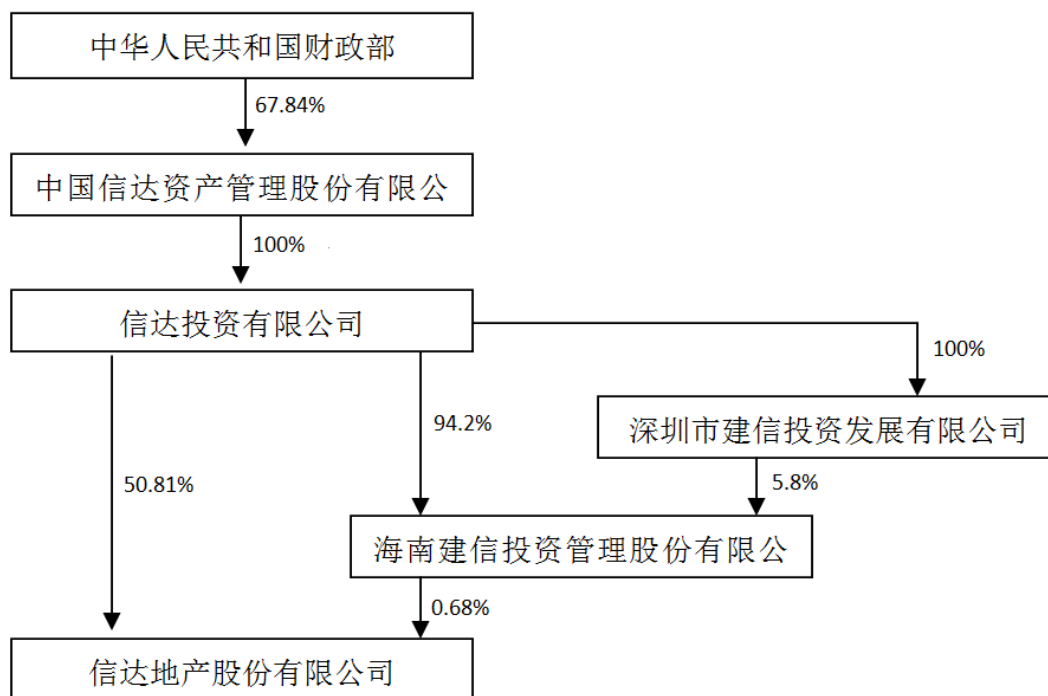 中华人民共和国财政部
67.84%
中国信达资产管理股份有限公
100%
信达投资有限公司
100%
94.2%
深圳市建信投资发展有限公司
50.81%
5.8%
海南建信投资管理股份有限公
0.68%
信达地产股份有限公司